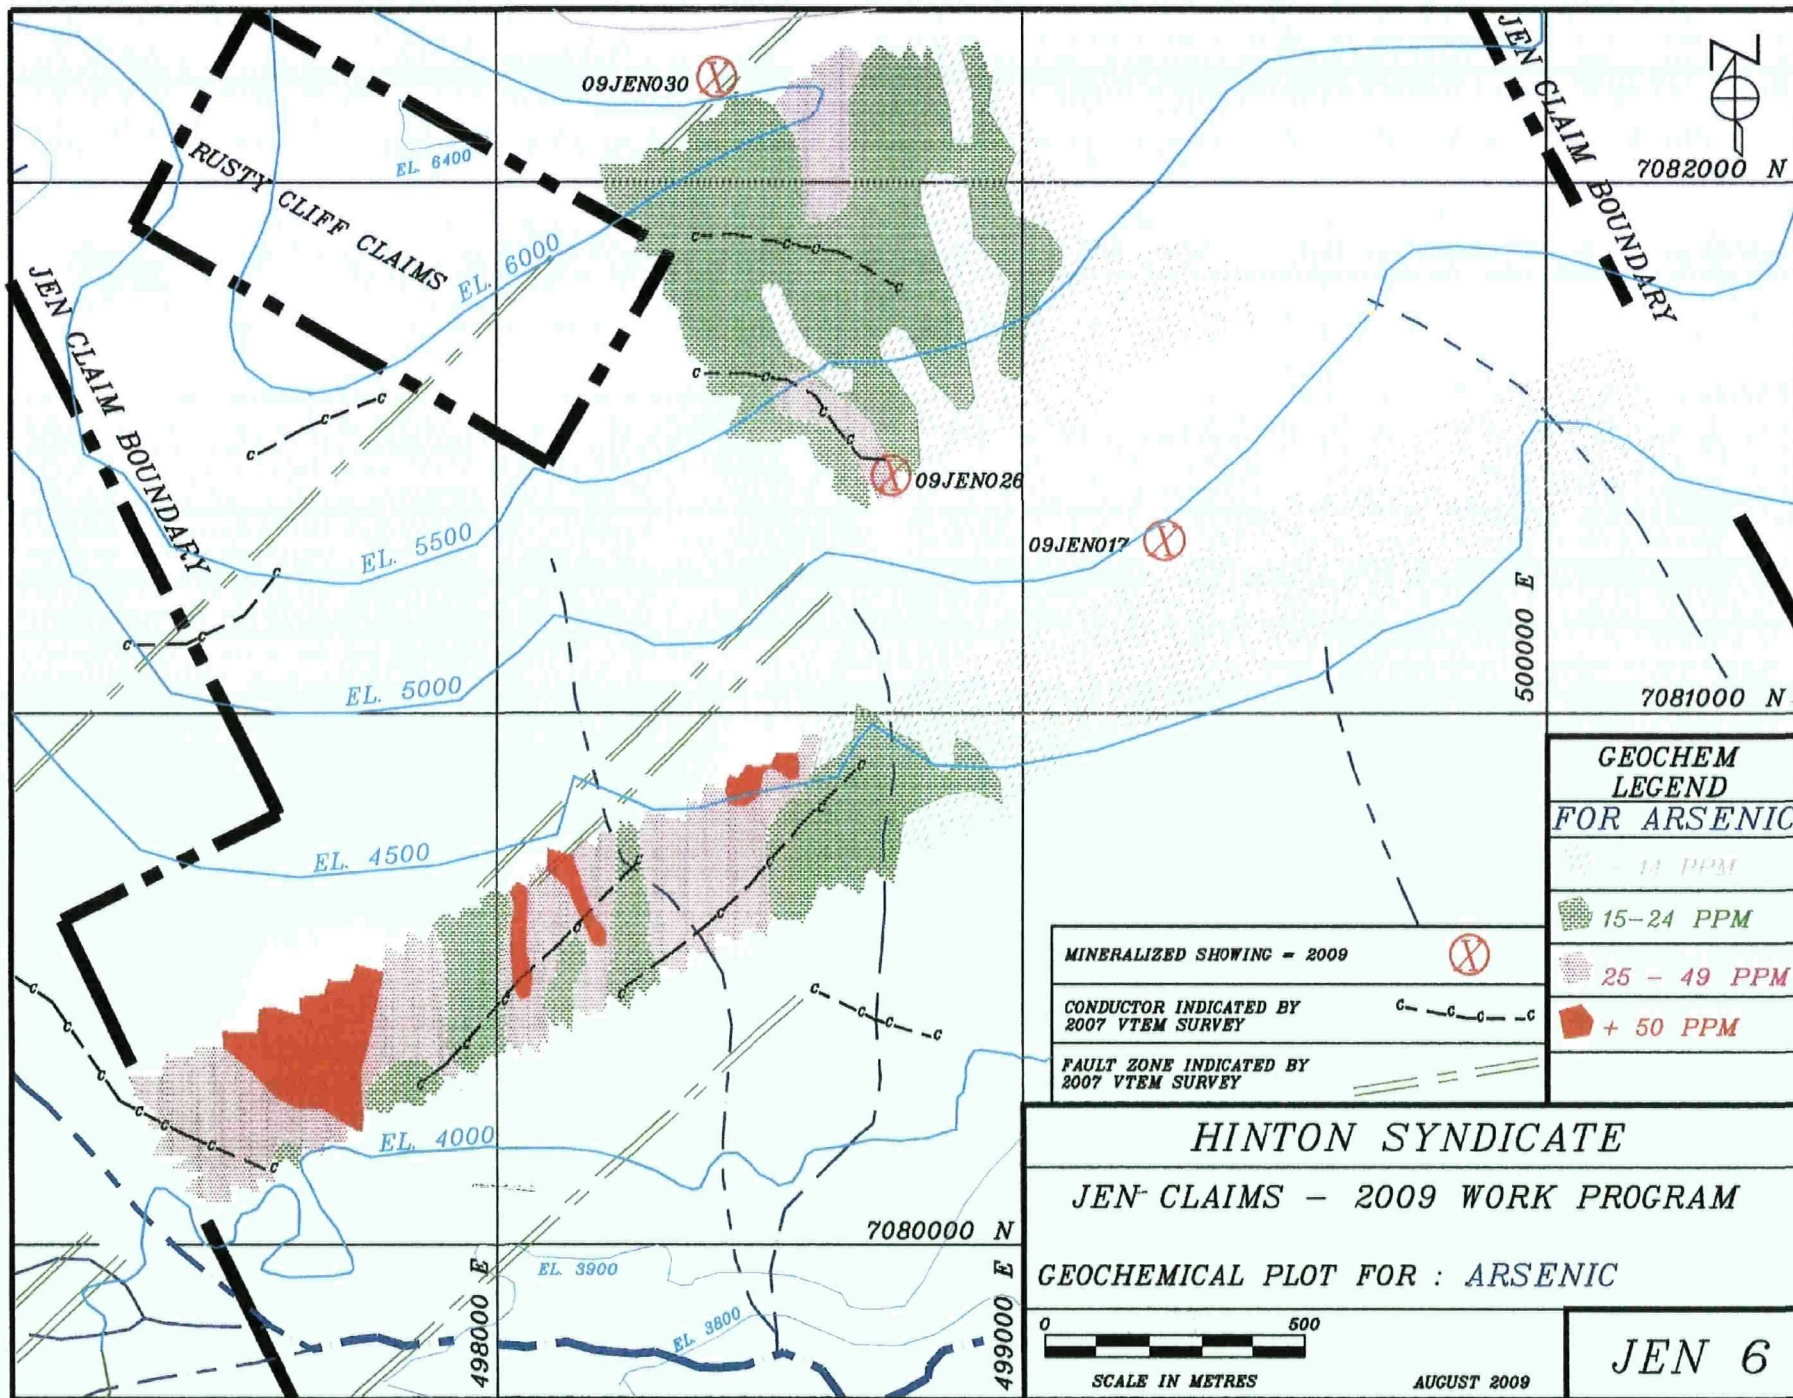 09JEN030
JEN CLAIM BOUNDARY
N
7082000 N
EL. 6400
RUSTY CLIFF CLAIMS
EL. 6000
JEN CLAIM BOUNDARY
09JEN026
09JEN017
EL. 5500
EL. 5000
500000 E
7081000 N
EL. 4500
GEOCHEM
LEGEND
FOR ARSENIC
- 14 PPM
15-24 PPM
25 - 49 PPM
+ 50 PPM
MINERALIZED SHOWING = 2009
CONDUCTOR INDICATED BY
2007 VTEM SURVEY
C C C C
FAULT ZONE INDICATED BY
2007 VTEM SURVEY
EL. 4000
7080000 N
EL. 3900
EL. 3800
498000 E
499000 E
HINTON SYNDICATE
JEN CLAIMS - 2009 WORK PROGRAM
GEOCHEMICAL PLOT FOR : ARSENIC
0 500
SCALE IN METRES
AUGUST 2009
JEN 6